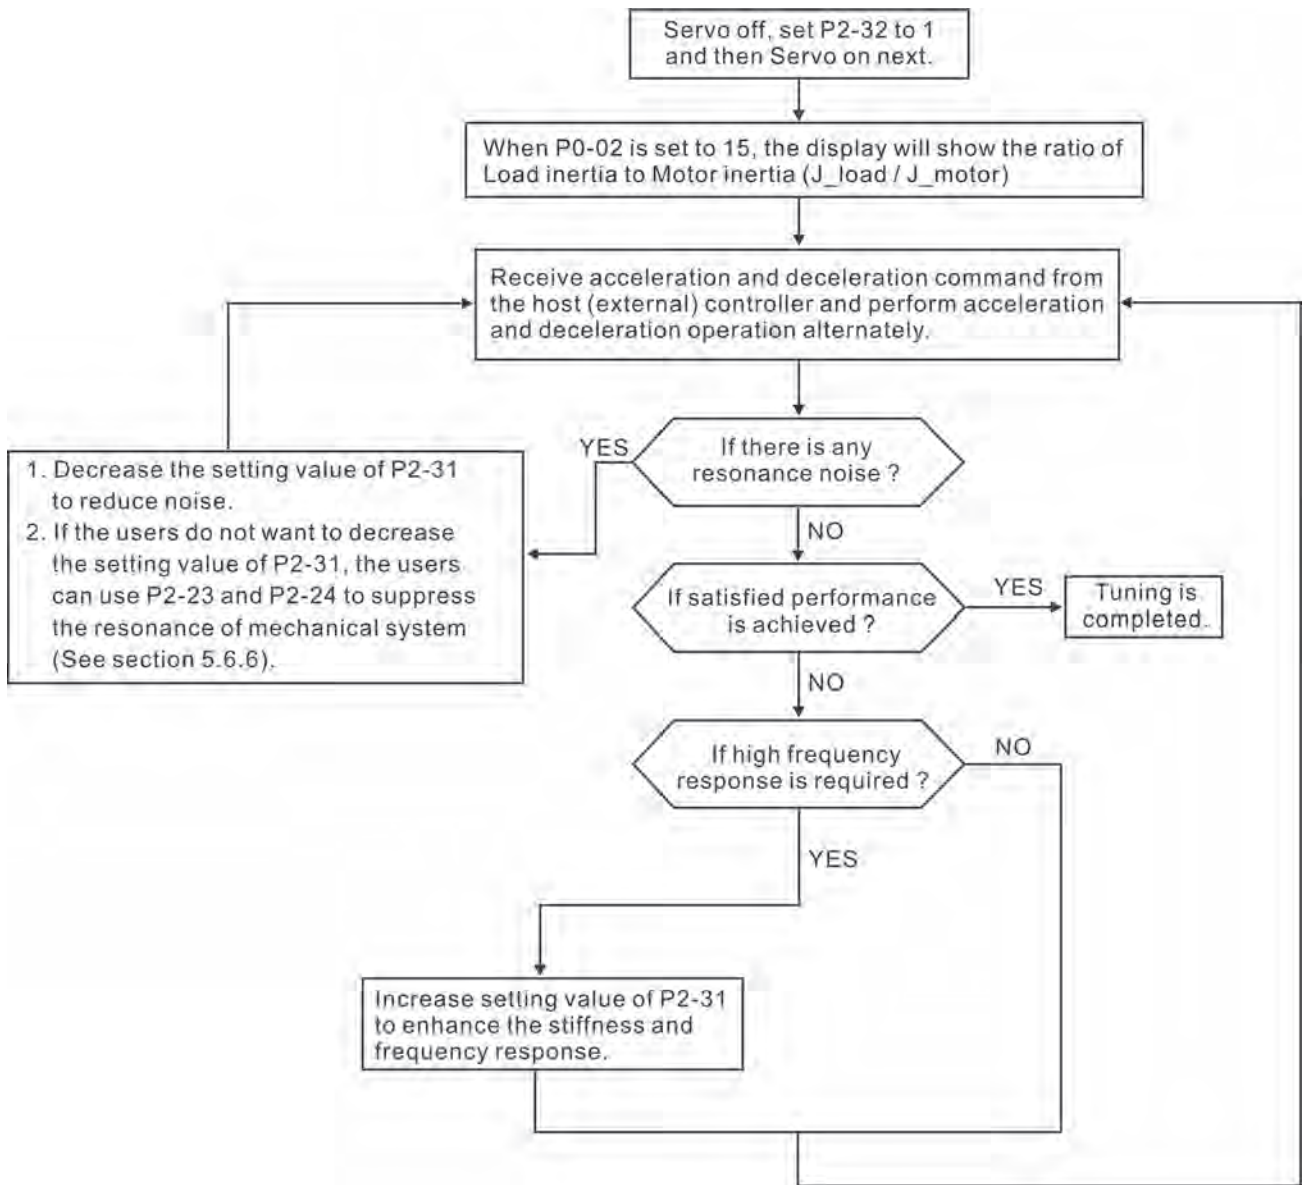 Servo off, set P2-32 to 1
and then Servo on next.
When P0-02 is set to 15, the display will show the ratio of
Load inertia to Motor inertia (J_load / J_motor)
Receive acceleration and deceleration command from
the host (external) controller and perform acceleration
and deceleration operation alternately.
YES
If there is any
resonance noise ?
1. Decrease the setting value of P2-31
to reduce noise.
2. If the users do not want to decrease
the setting value of P2-31, the users
can use P2-23 and P2-24 to suppress
the resonance of mechanical system
(See section 5.6.6).
NO
If satisfied performance
is achieved ?
YES
Tuning is
completed.
NO
If high frequency
response is required ?
NO
YES
Increase setting value of P2-31
to enhance the stiffness and
frequency response.